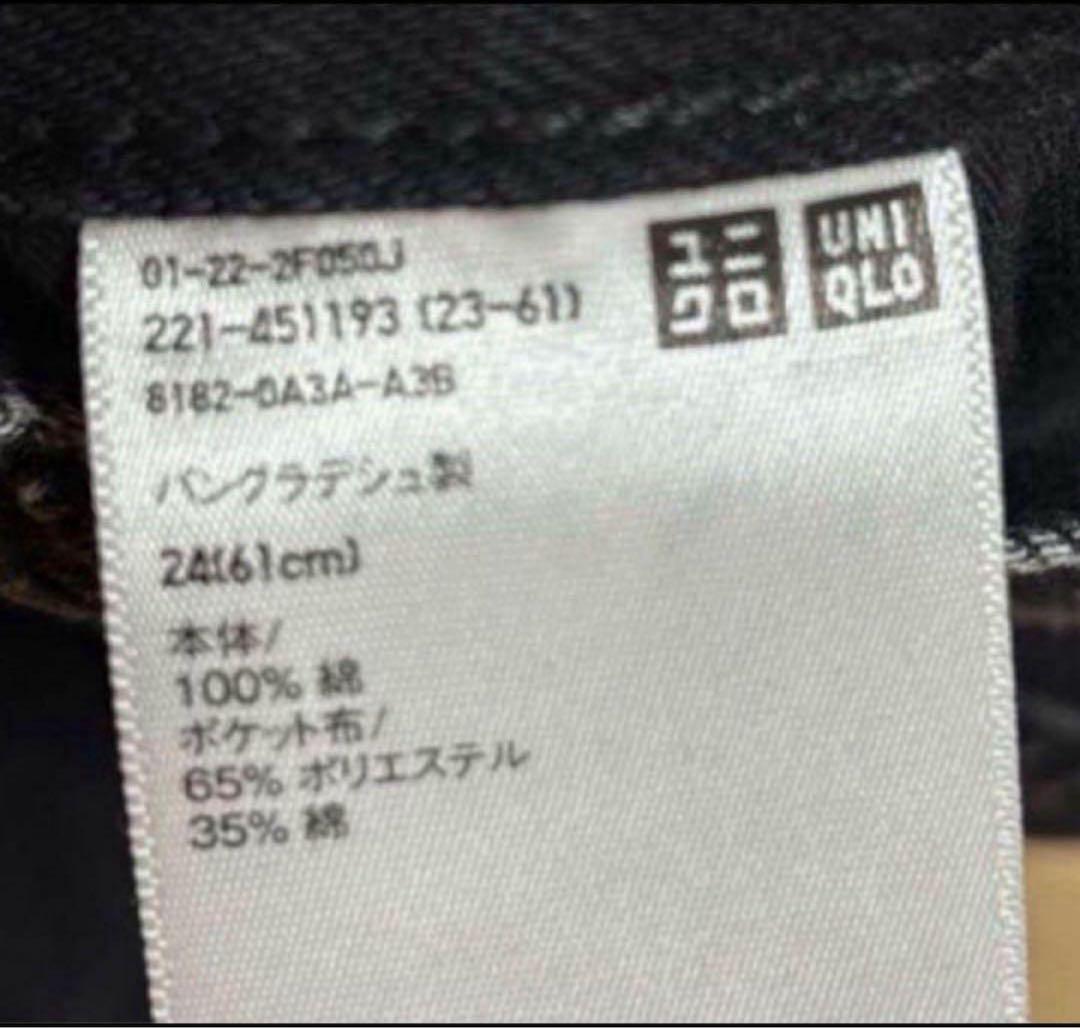 01-22-2F050J
221-451193 (23-61)
8182-0A3A-A3B
バングラデシュ製
24(61cm)
本体/
100% 綿
ポケット布/
65% ポリエステル
35% 綿
ユニ
クロ
UNI
QLO